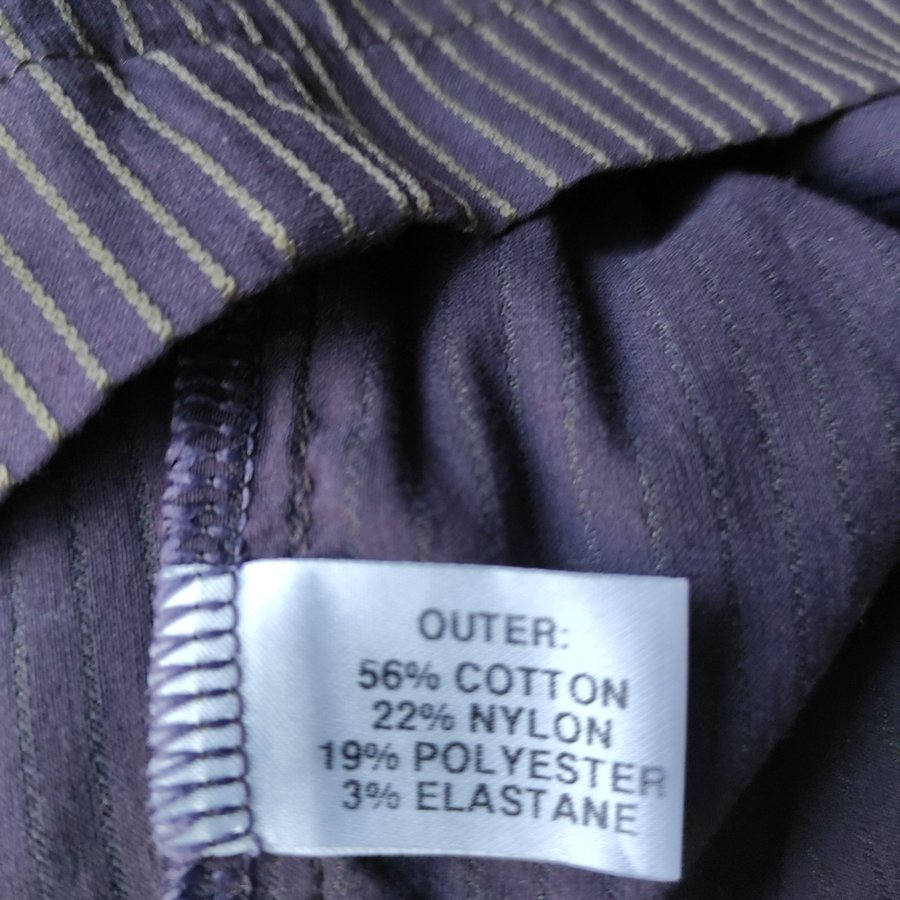 OUTER:
56% COTTON
22% NYLON
19% POLYESTER
3% ELASTANE